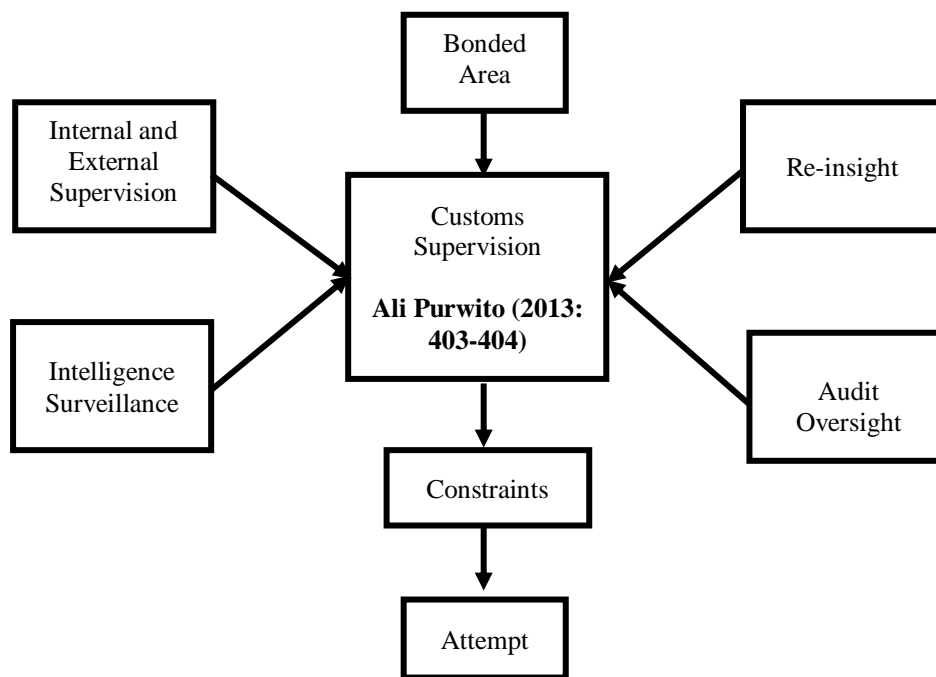 Bonded
Area
Internal and
External
Supervision
Re-insight
Customs
Supervision
Ali Purwito (2013:
403-404)
Intelligence
Surveillance
Audit
Oversight
Constraints
Attempt